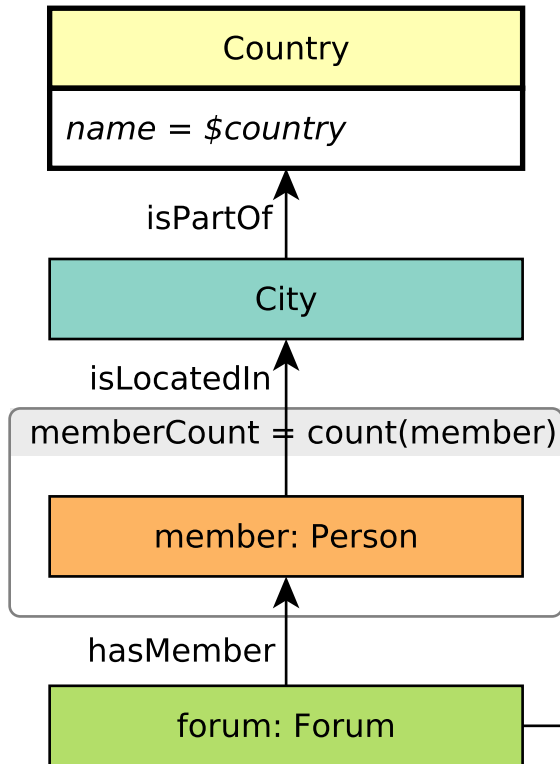 Country
name = $country
isPartOf
City
isLocatedIn
memberCount = count(member)
member: Person
hasMember
forum: Forum